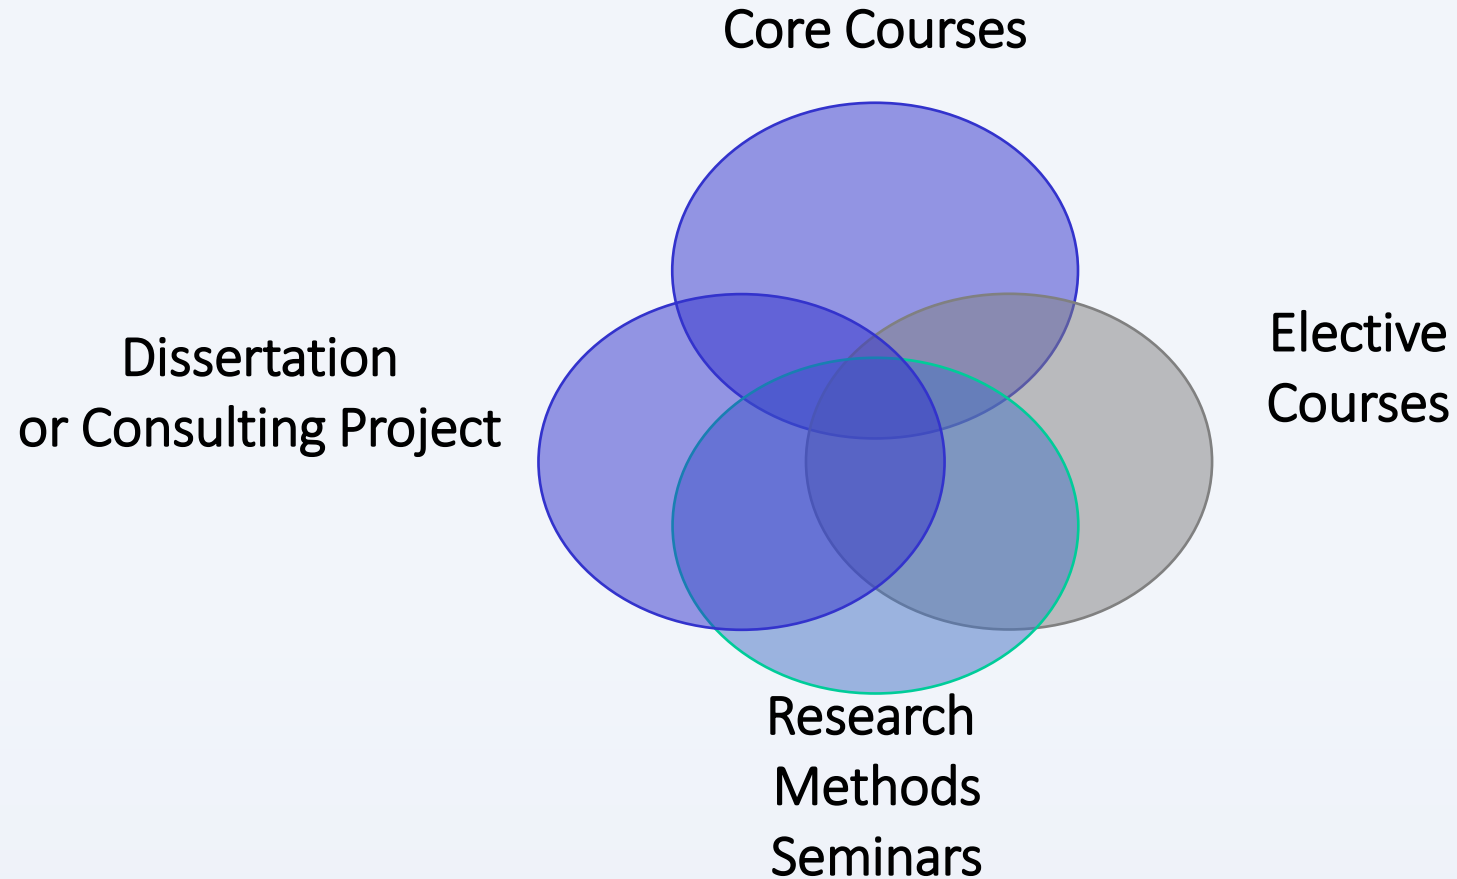 Core Courses
Dissertation
or Consulting Project
Elective
Courses
Research
Methods
Seminars